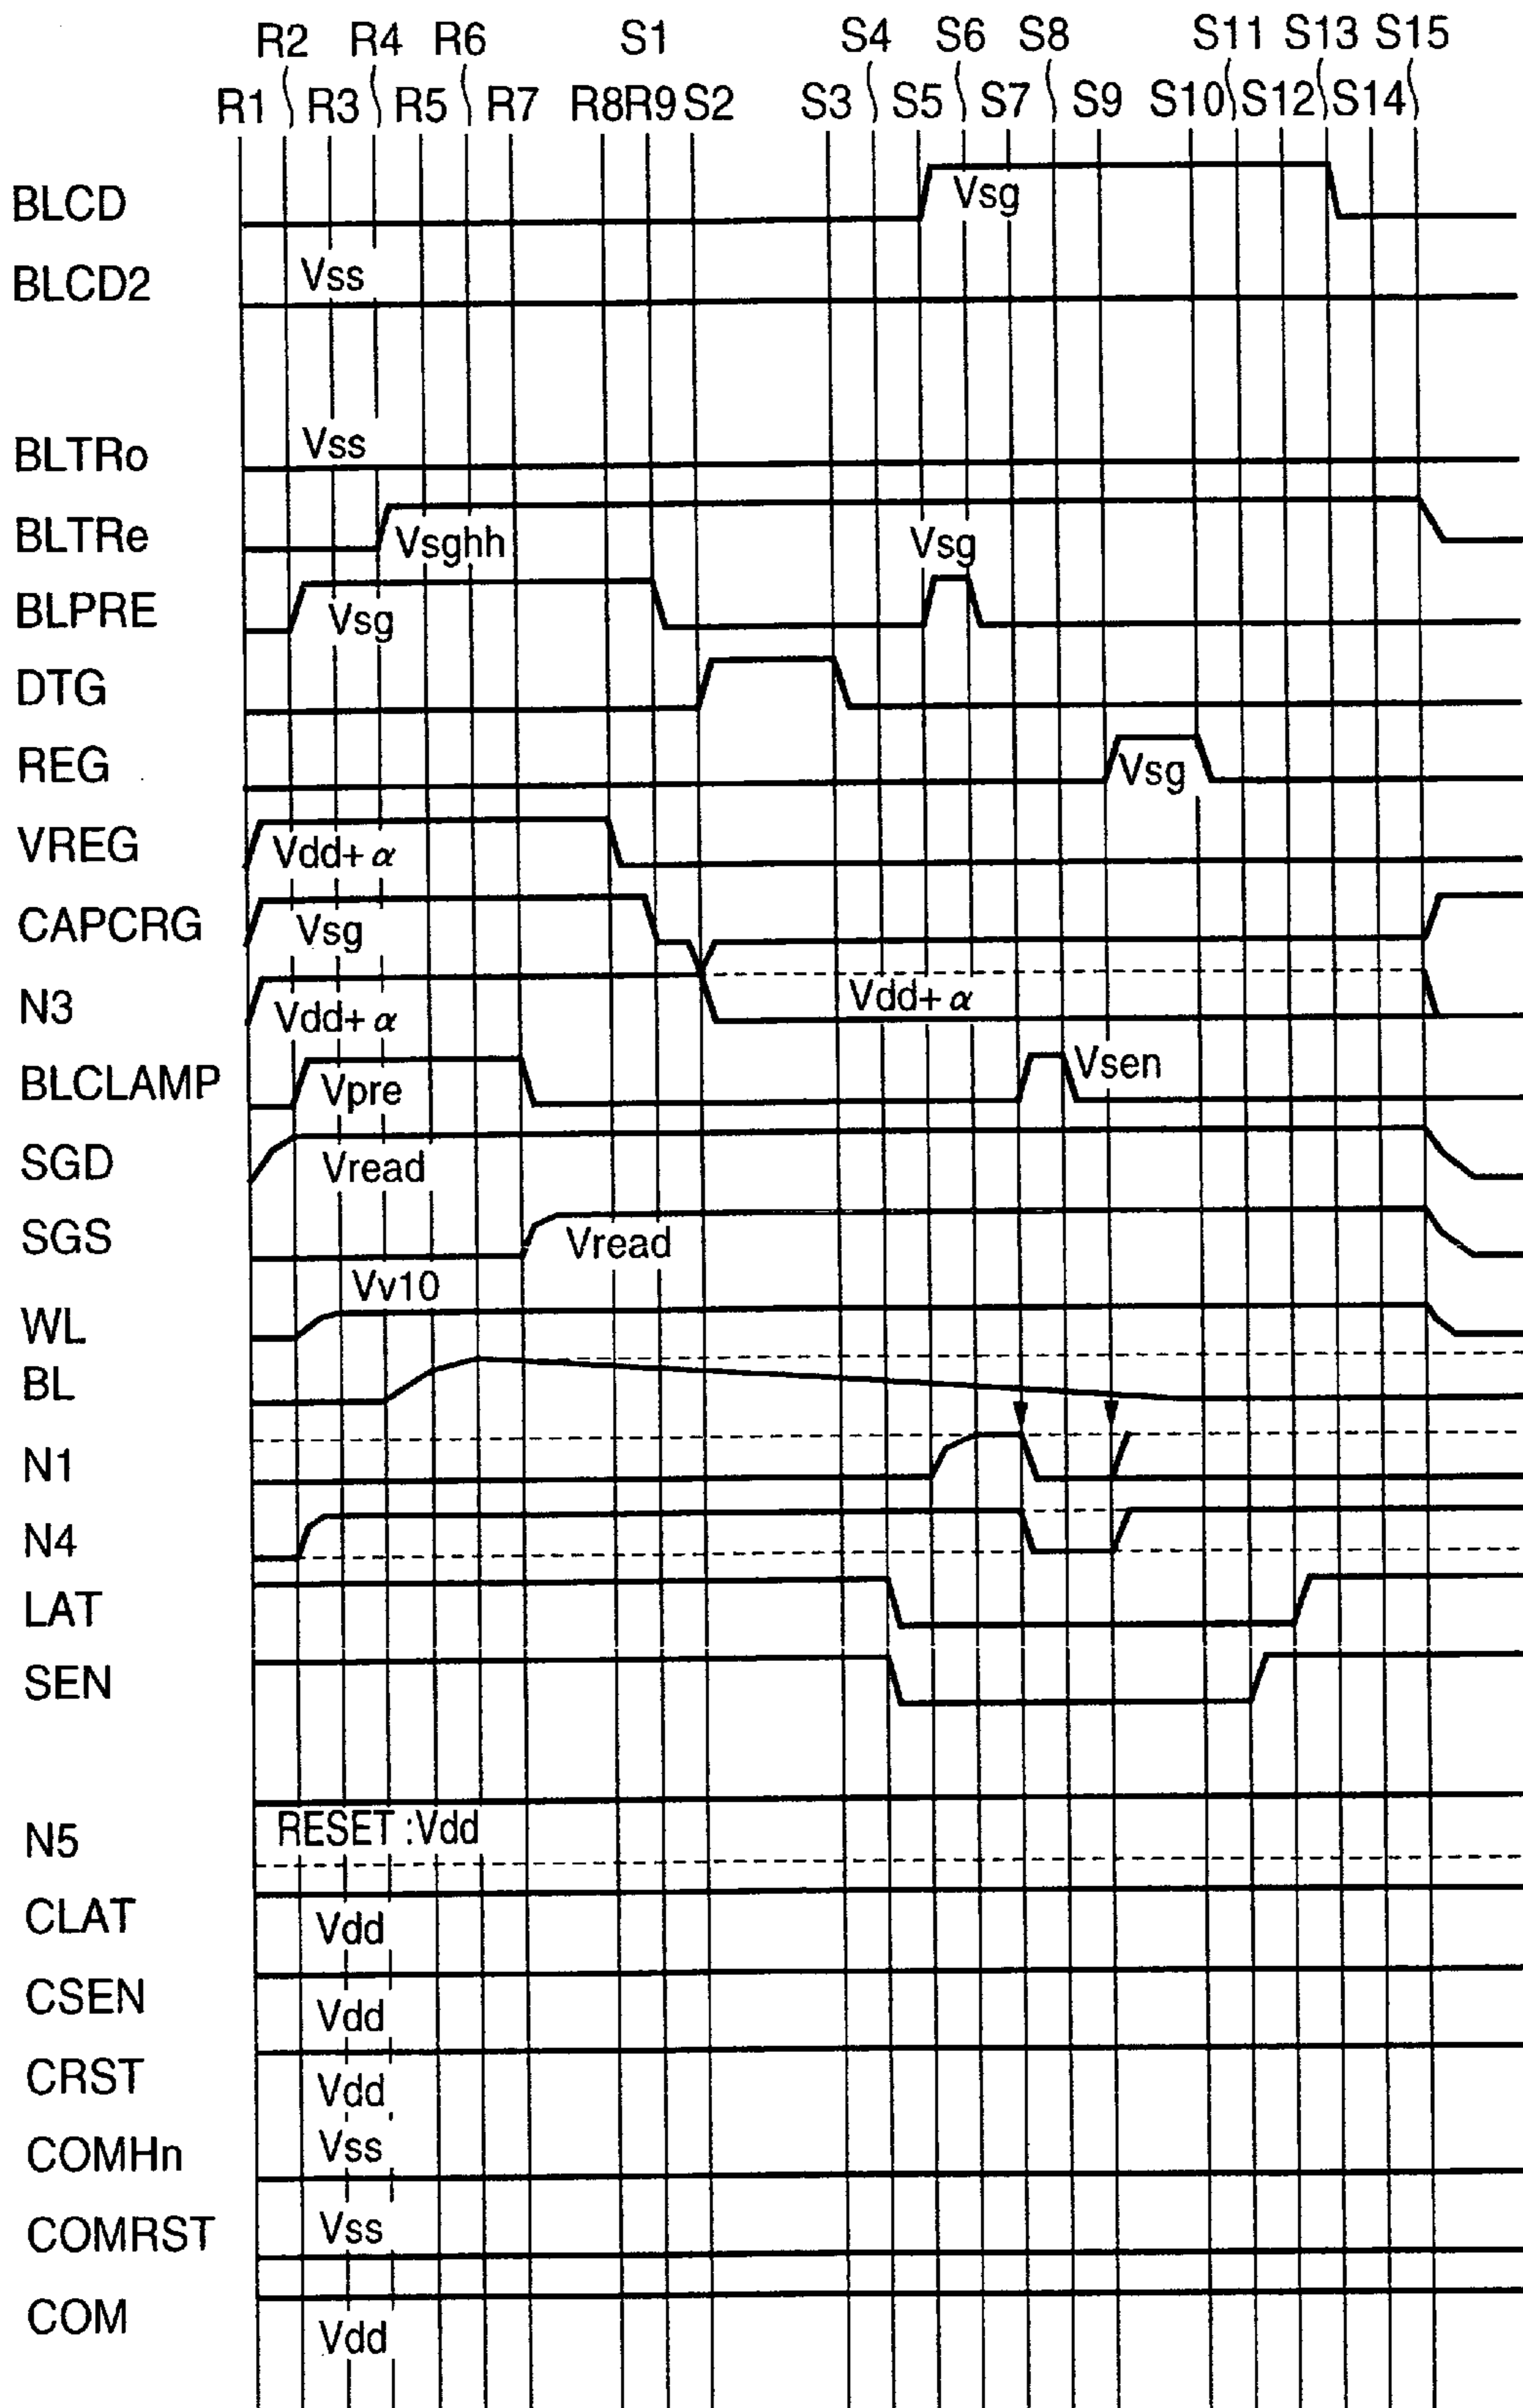 R2 R4 R6 S1 S4 S6 S8 S11 S13 S15
R1 R3 R5 R7 R8 R9 S2 S3 S5 S7 S9 S10 S12 S14
BLCD Vsg
BLCD2 Vss
BLTRo Vss
BLTRe Vsghh Vsg
BLPRE Vsg
DTG
REG Vsg
VREG Vdd+α
CAPCRG Vsg
N3 Vdd+α Vdd+α
BLCLAMP Vpre Vsen
SGD Vread
SGS Vread
Vv10
WL
BL
N1
N4
LAT
SEN
N5 RESET :Vdd
CLAT Vdd
CSEN Vdd
CRST Vdd
COMHn Vss
COMRST Vss
COM Vdd